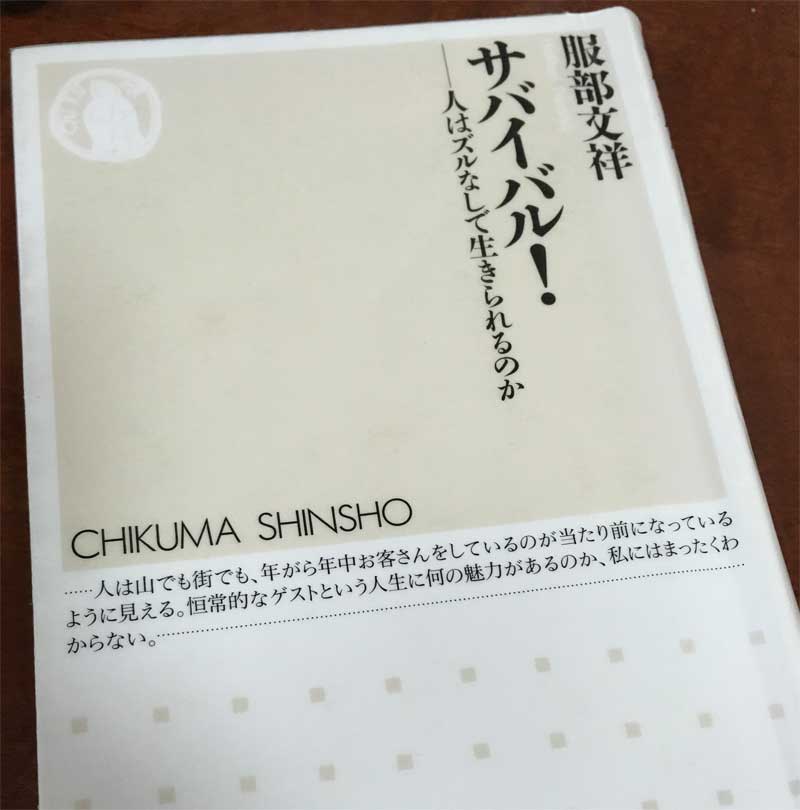 服部文祥
サバイバル！
――人はズルなしで生きられるのか
CHIKUMA SHINSHO
……人は山でも街でも、年がら年中お客さんをしているのが当たり前になっている
ように見える。恒常的なゲストという人生に何の魅力があるのか、私にはまったくわ
からない。